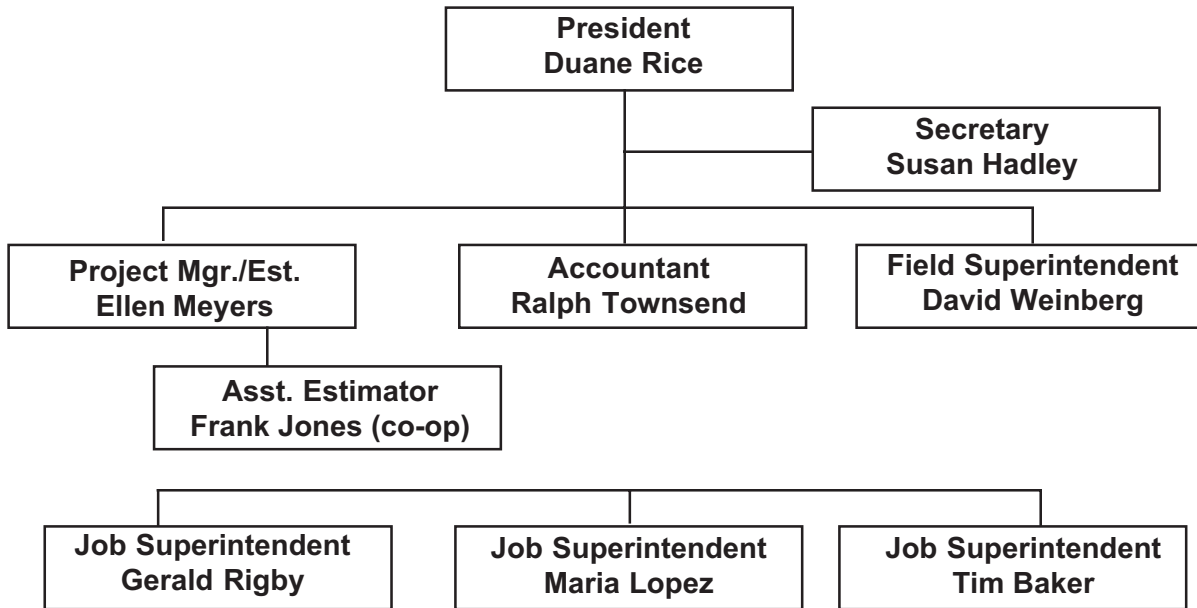 President
Duane Rice
Secretary
Susan Hadley
Project Mgr./Est.
Ellen Meyers
Accountant
Ralph Townsend
Field Superintendent
David Weinberg
Asst. Estimator
Frank Jones (co-op)
Job Superintendent
Gerald Rigby
Job Superintendent
Maria Lopez
Job Superintendent
Tim Baker